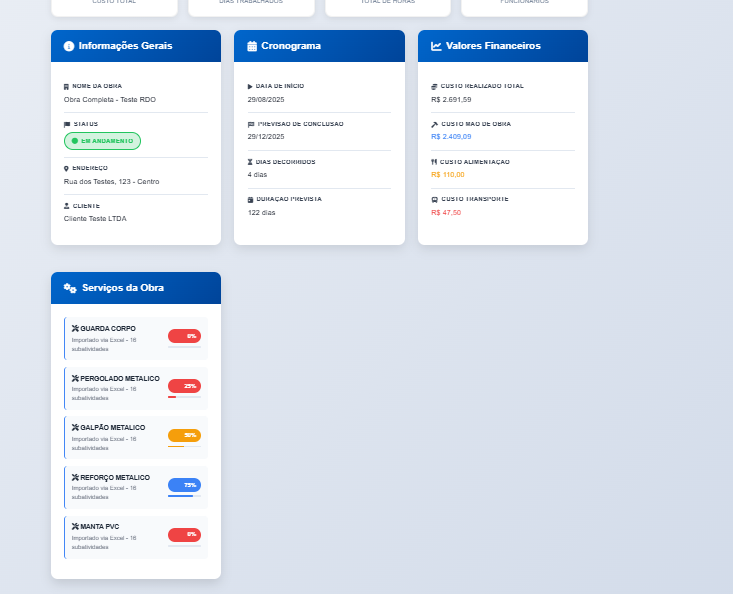 CUSTO TOTAL
DIAS TRABALHADOS
TOTAL DE HORAS
FUNCIONÁRIOS
Informações Gerais
NOME DA OBRA
Obra Completa - Teste RDO
STATUS
EM ANDAMENTO
ENDEREÇO
Rua dos Testes, 123 - Centro
CLIENTE
Cliente Teste LTDA
Cronograma
DATA DE INÍCIO
29/08/2025
PREVISÃO DE CONCLUSÃO
29/12/2025
DIAS DECORRIDOS
4 dias
DURAÇÃO PREVISTA
122 dias
Valores Financeiros
CUSTO REALIZADO TOTAL
R$ 2.691,59
CUSTO MÃO DE OBRA
R$ 2.409,09
CUSTO ALIMENTAÇÃO
R$ 110,00
CUSTO TRANSPORTE
R$ 47,50
Serviços da Obra
GUARDA CORPO
Importado via Excel - 16
subatividades
0%
PERGOLADO METALICO
Importado via Excel - 16
subatividades
25%
GALPÃO METALICO
Importado via Excel - 16
subatividades
50%
REFORÇO METALICO
Importado via Excel - 16
subatividades
75%
MANTA PVC
Importado via Excel - 16
subatividades
0%